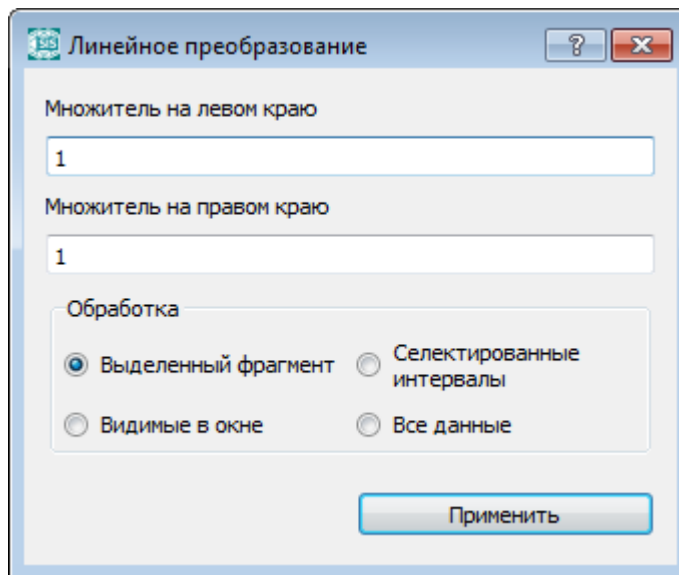 SIS Линейное преобразование ?
Множитель на левом краю
1
Множитель на правом краю
1
Обработка
Выделенный фрагмент
Селектированные
интервалы
Видимые в окне
Все данные
Применить